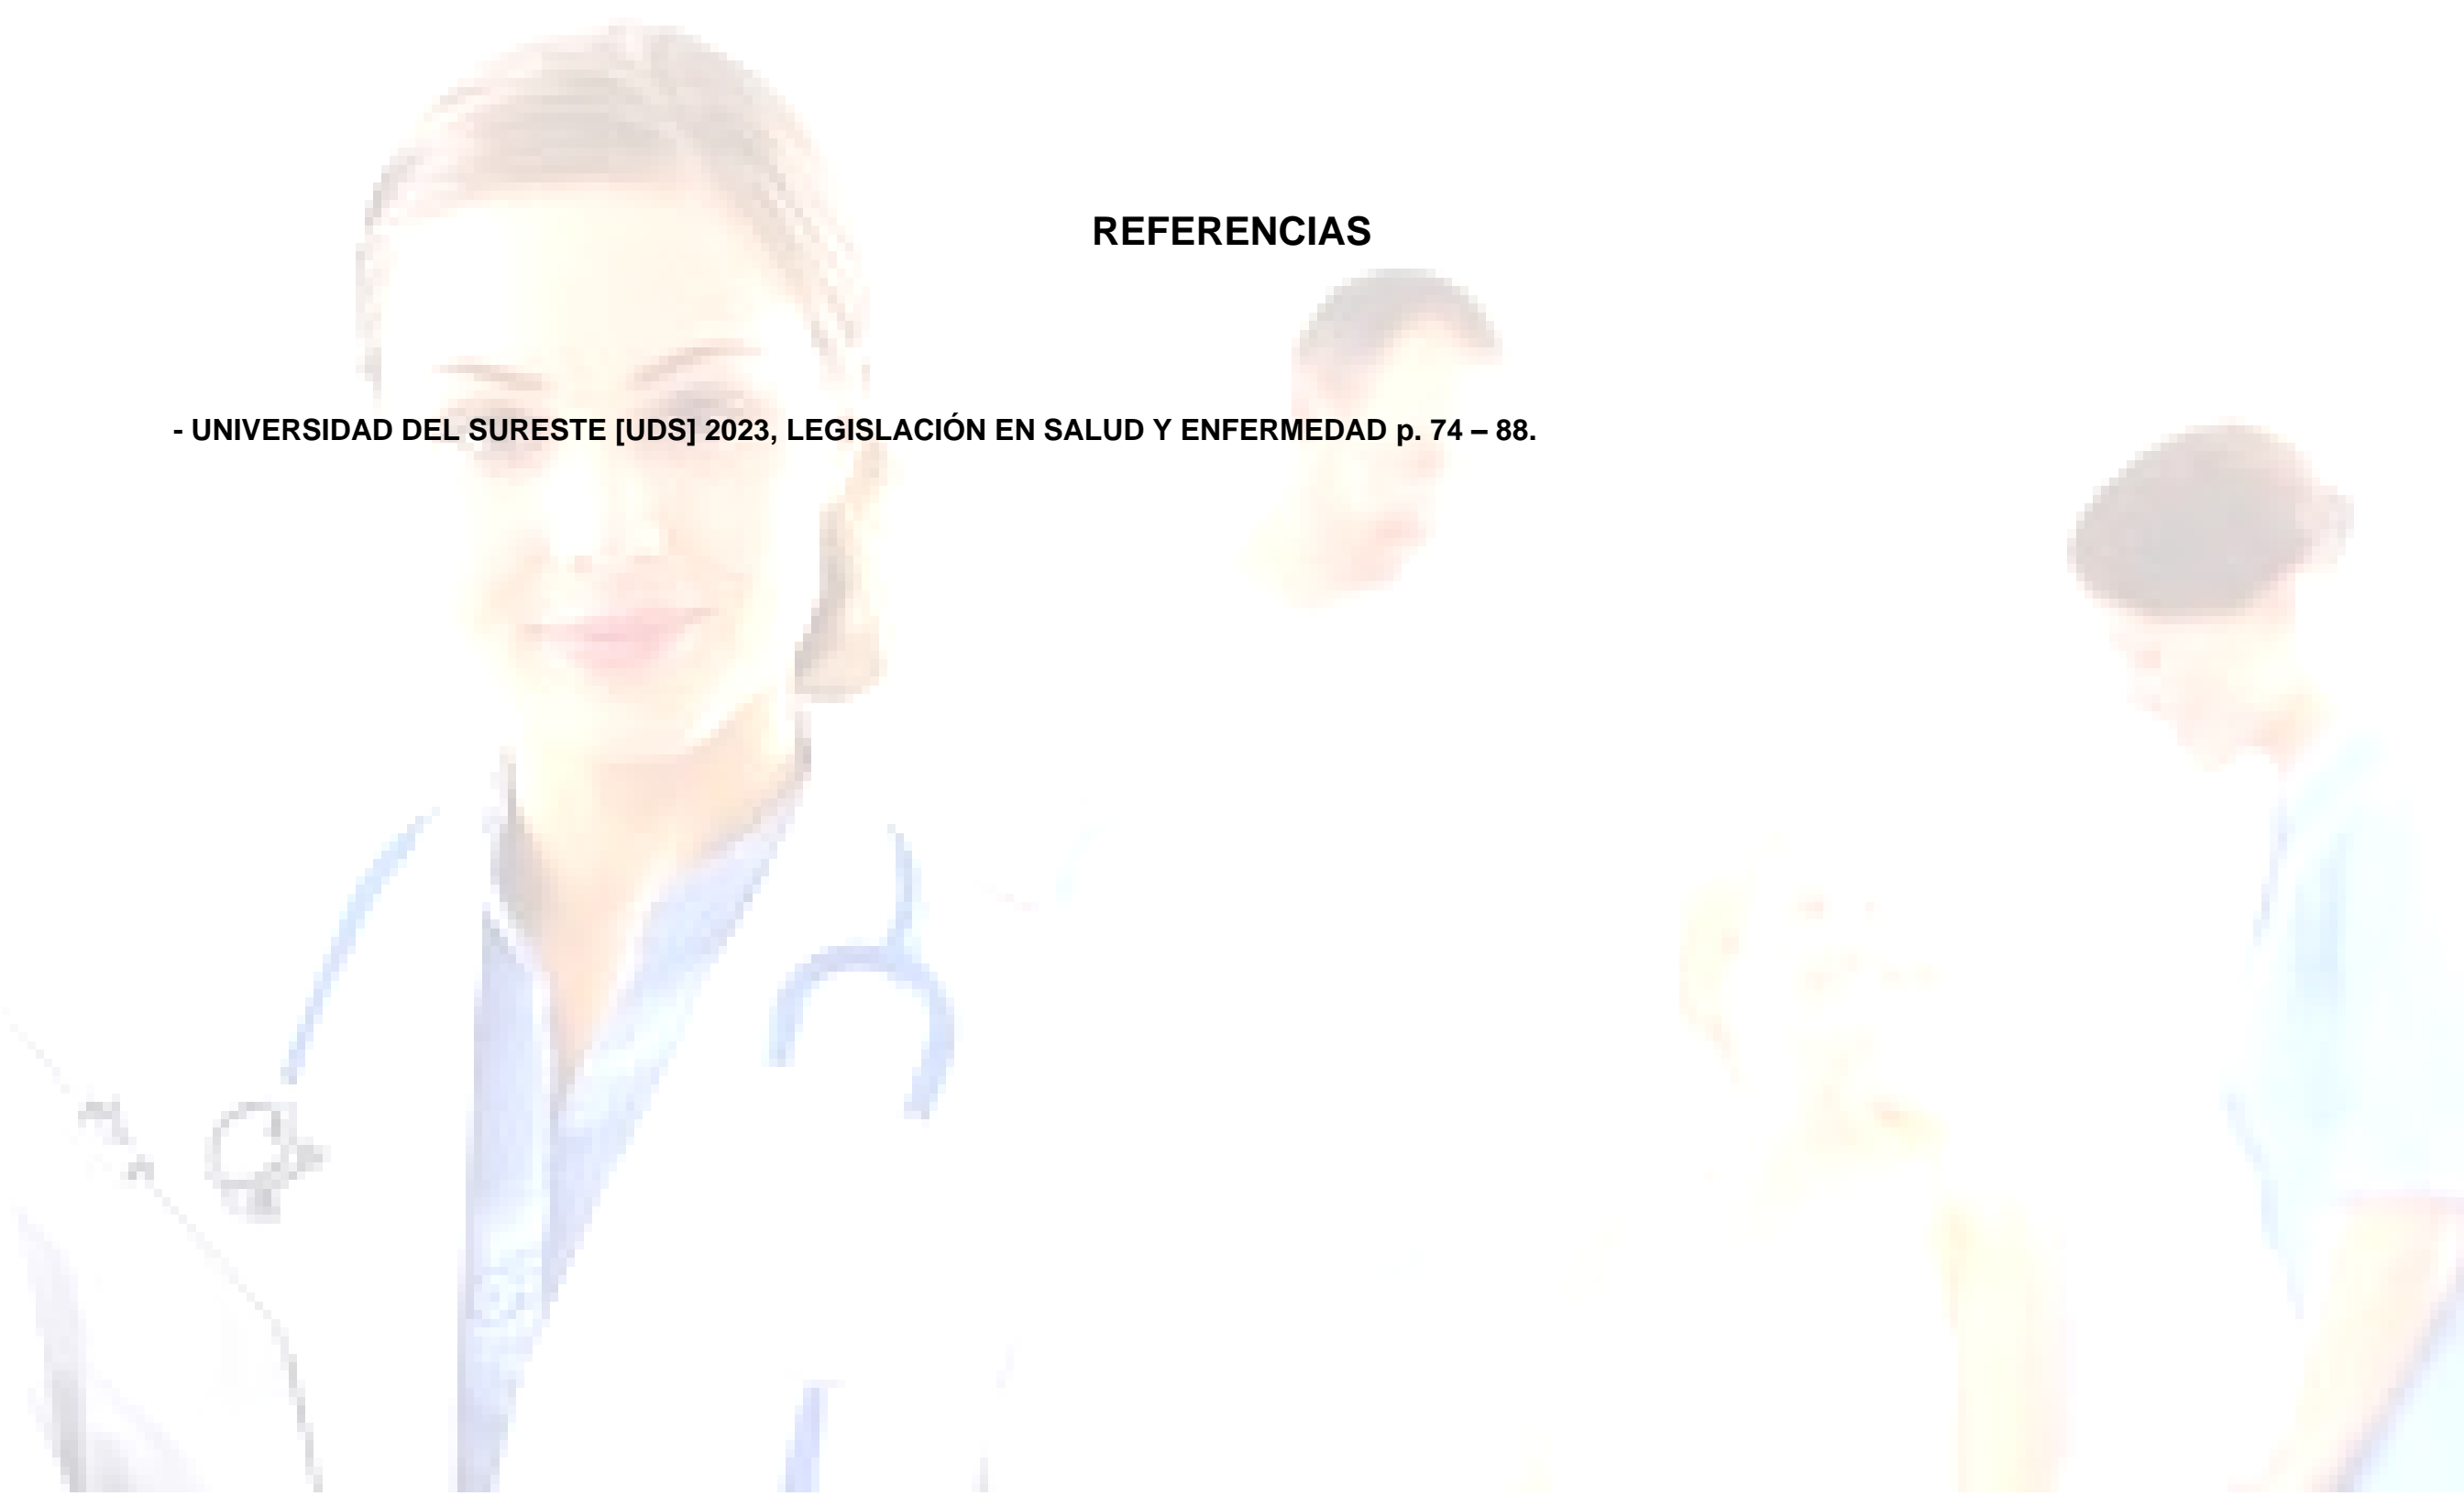 REFERENCIAS
- UNIVERSIDAD DEL SURESTE [UDS] 2023, LEGISLACIÓN EN SALUD Y ENFERMEDAD p. 74 – 88.